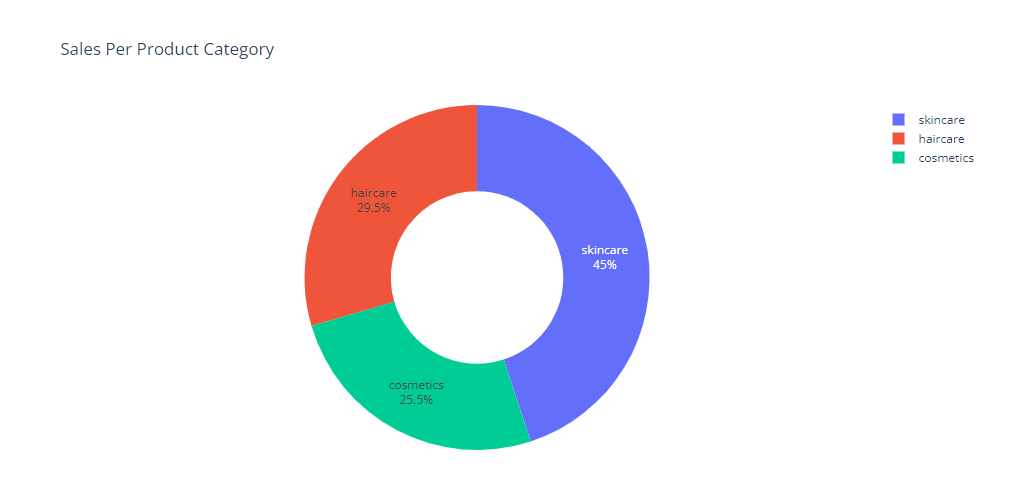 Sales Per Product Category
skincare
haircare
cosmetics
haircare
29.5%
skincare
45%
cosmetics
25.5%